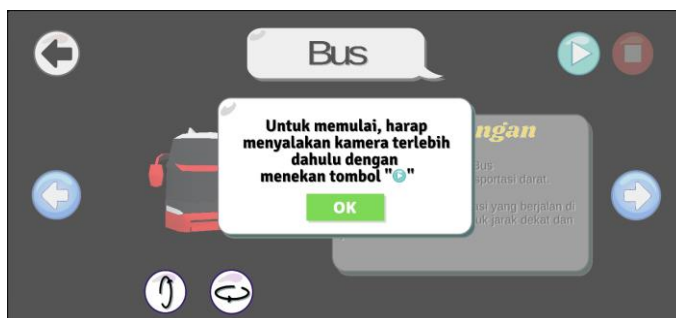 Bus
Untuk memulai, harap
menyalakan kamera terlebih
dahulu dengan
menekan tombol " "
OK
ngan
Bus
sportasi darat.
asi yang berjalan di
uk jarak dekat dan